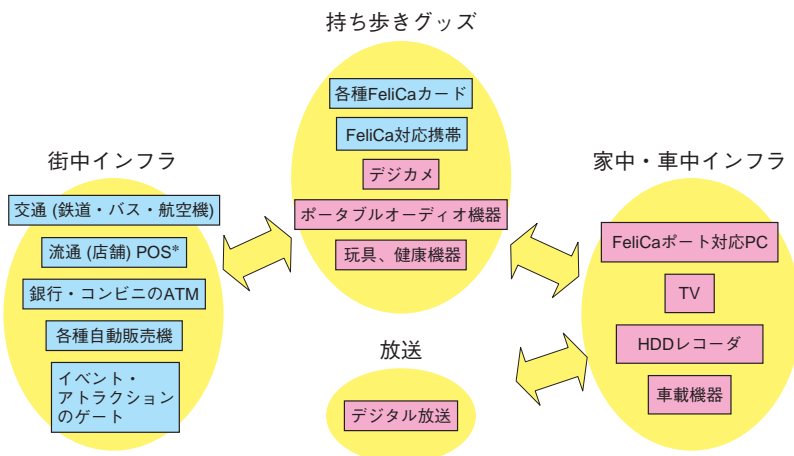 持ち歩きグッズ
各種FeliCaカード
FeliCa対応携帯
デジカメ
ポータブルオーディオ機器
玩具、健康機器
街中インフラ
交通 (鉄道・バス・航空機)
流通 (店舗) POS*
銀行・コンビニのATM
各種自動販売機
イベント・
アトラクション
のゲート
放送
デジタル放送
家中・車中インフラ
FeliCaポート対応PC
TV
HDDレコーダ
車載機器